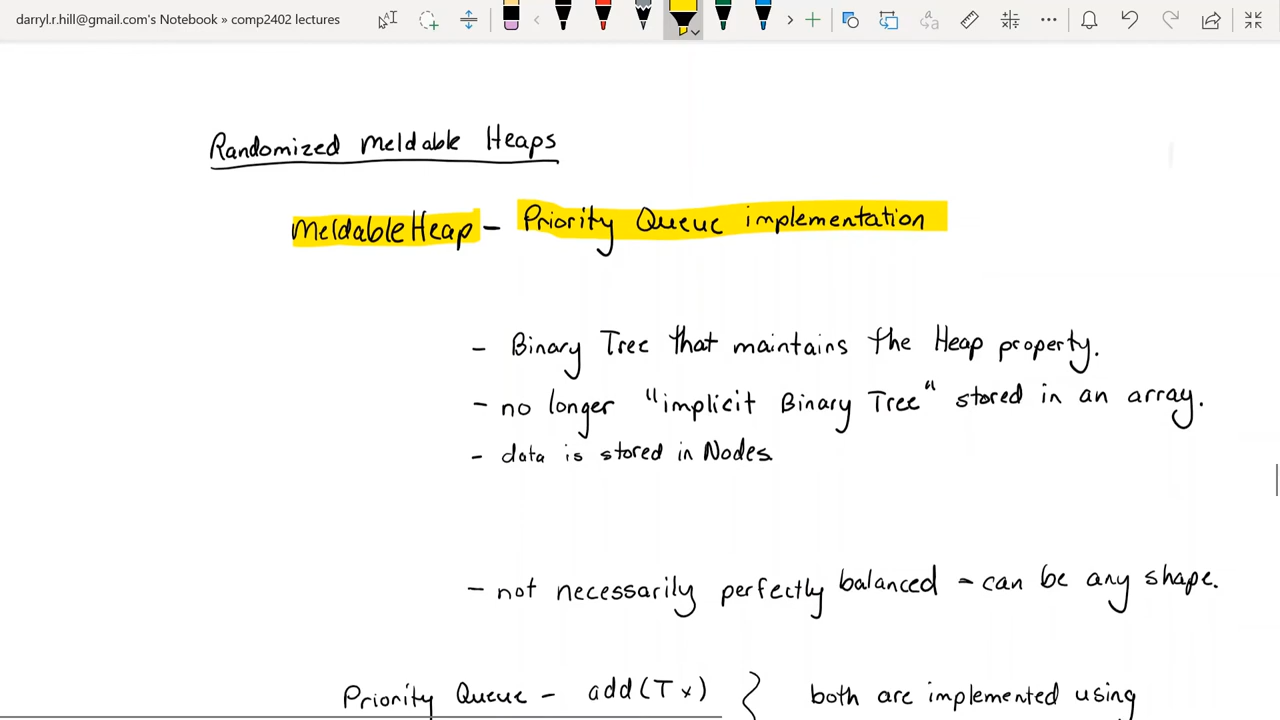 darryl.r.hill@gmail.com's Notebook » comp2402 lectures
Randomized Meldable Heaps
MeldableHeap - Priority Queue implementation
- Binary Tree that maintains the Heap property.
- no longer "implicit Binary Tree" stored in an array.
- data is stored in Nodes
- not necessarily perfectly balanced - can be any shape.
Priority Queue - add(T x) } both are implemented using